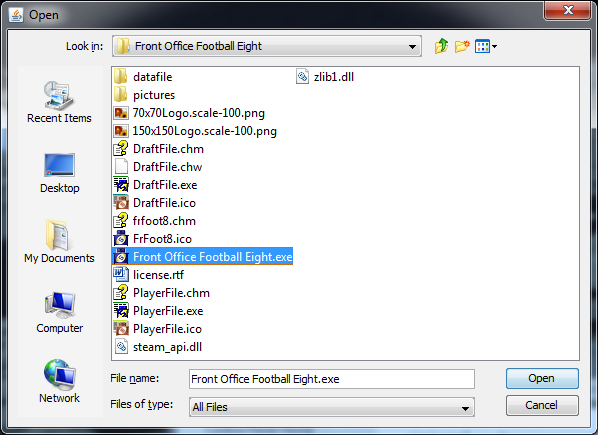 Open
Look in:
Front Office Football Eight
Recent Items
Desktop
My Documents
Computer
Network
datafile
pictures
70x70Logo.scale-100.png
150x150Logo.scale-100.png
DraftFile.chm
DraftFile.chw
DraftFile.exe
DraftFile.ico
frfoot8.chm
FrFoot8.ico
Front Office Football Eight.exe
license.rtf
PlayerFile.chm
PlayerFile.exe
PlayerFile.ico
steam_api.dll
zlib1.dll
File name:
Front Office Football Eight.exe
Open
Files of type:
All Files
Cancel